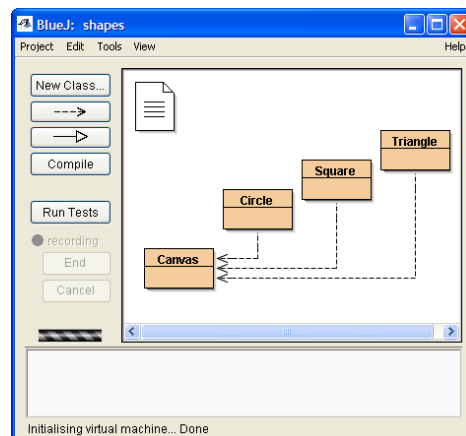 BlueJ: shapes
Project Edit Tools View Help
New Class...
Compile
Run Tests
recording
End
Cancel
Triangle
Square
Circle
Canvas
Initialising virtual machine... Done